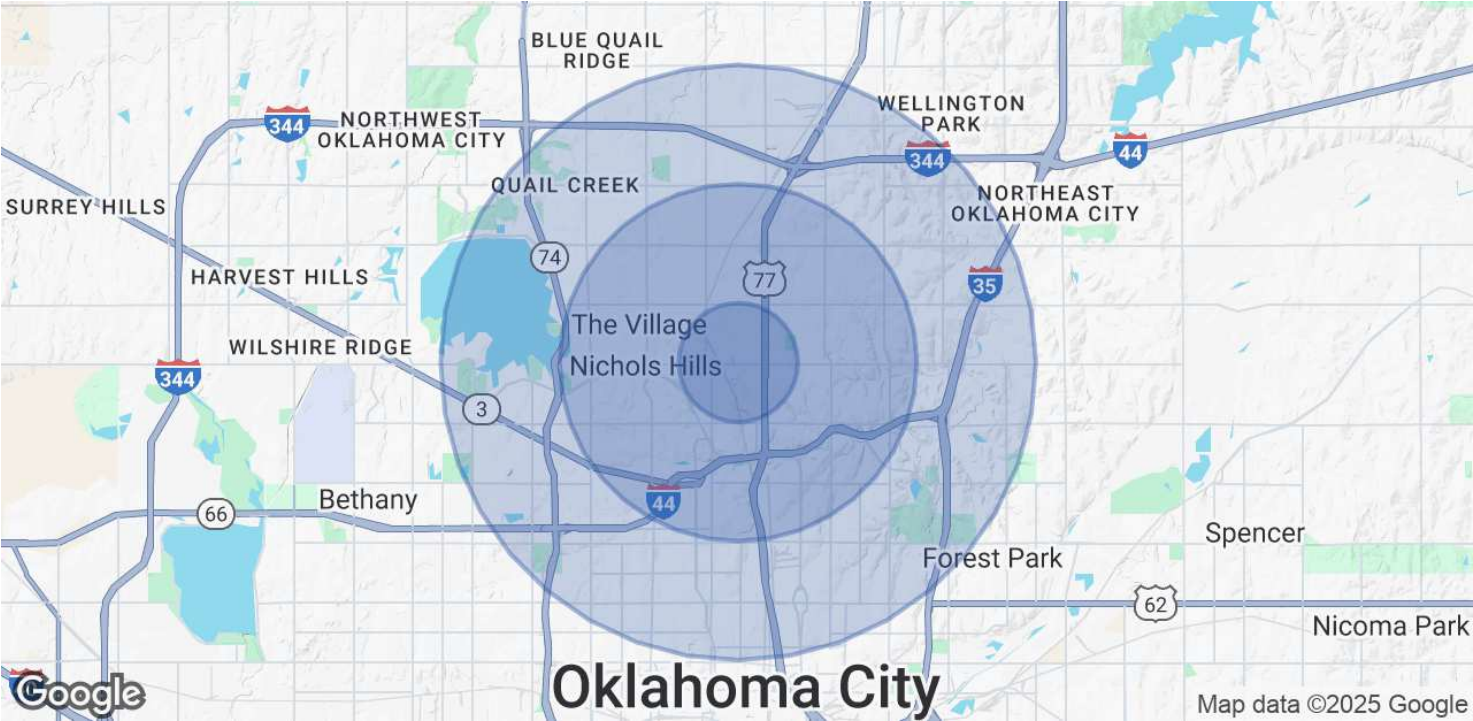 BLUE QUAIL
RIDGE
WELLINGTON
PARK
344
NORTHWEST
OKLAHOMA CITY
344
44
QUAIL CREEK
NORTHEAST
OKLAHOMA CITY
SURREY HILLS
74
HARVEST HILLS
77
35
The Village
WILSHIRE RIDGE
Nichols Hills
344
3
Bethany
44
66
Spencer
Forest Park
62
Nicoma Park
Oklahoma City
Google
Map data ©2025 Google